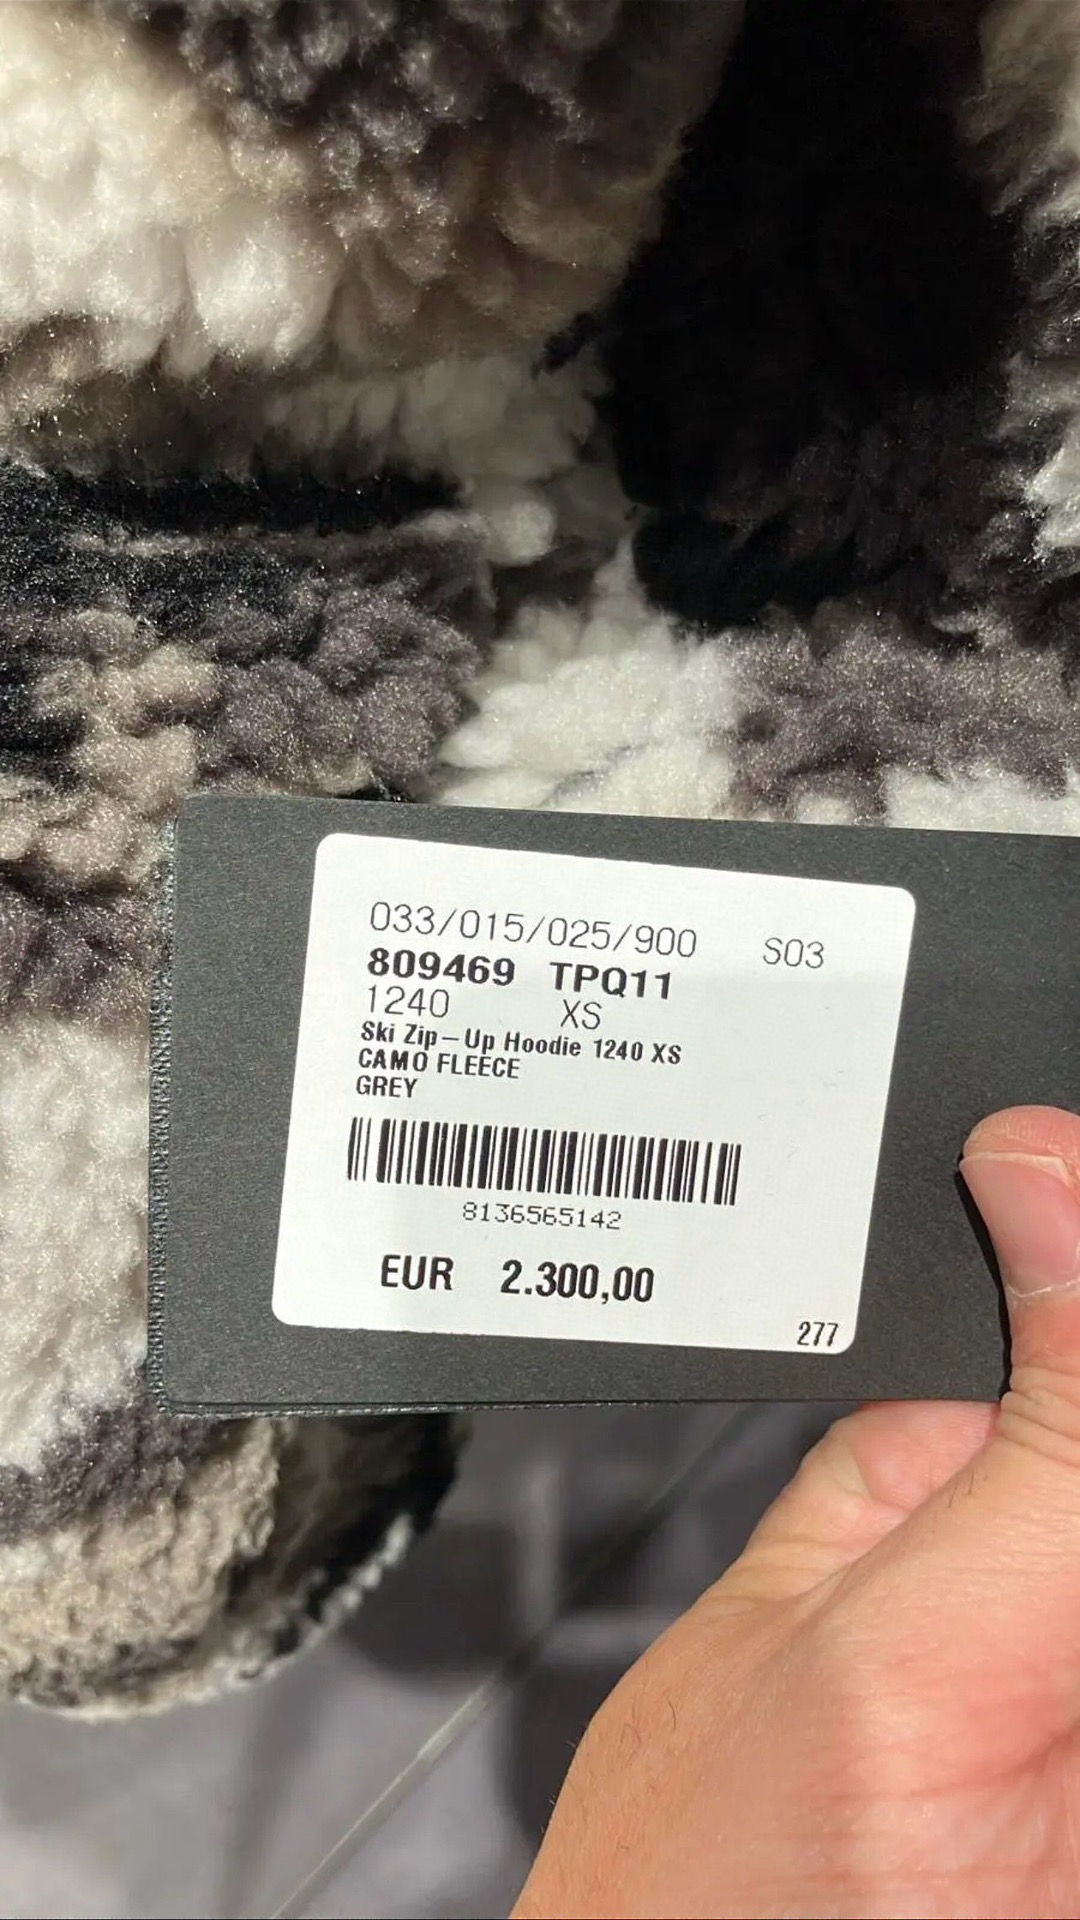 033/015/025/900 S03
809469 TPQ11
1240 XS
Ski Zip-Up Hoodie 1240 XS
CAMO FLEECE
GREY
8136565142
EUR 2.300,00
277